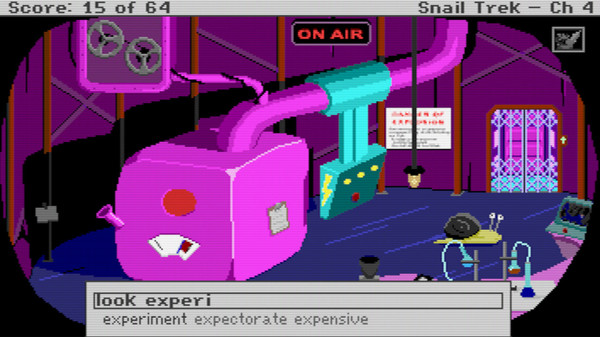 Score: 15 of 64
Snail Trek - Ch 4
ON AIR
DANGER OF
EXPLOSION
look experi
experiment expectorate expensive